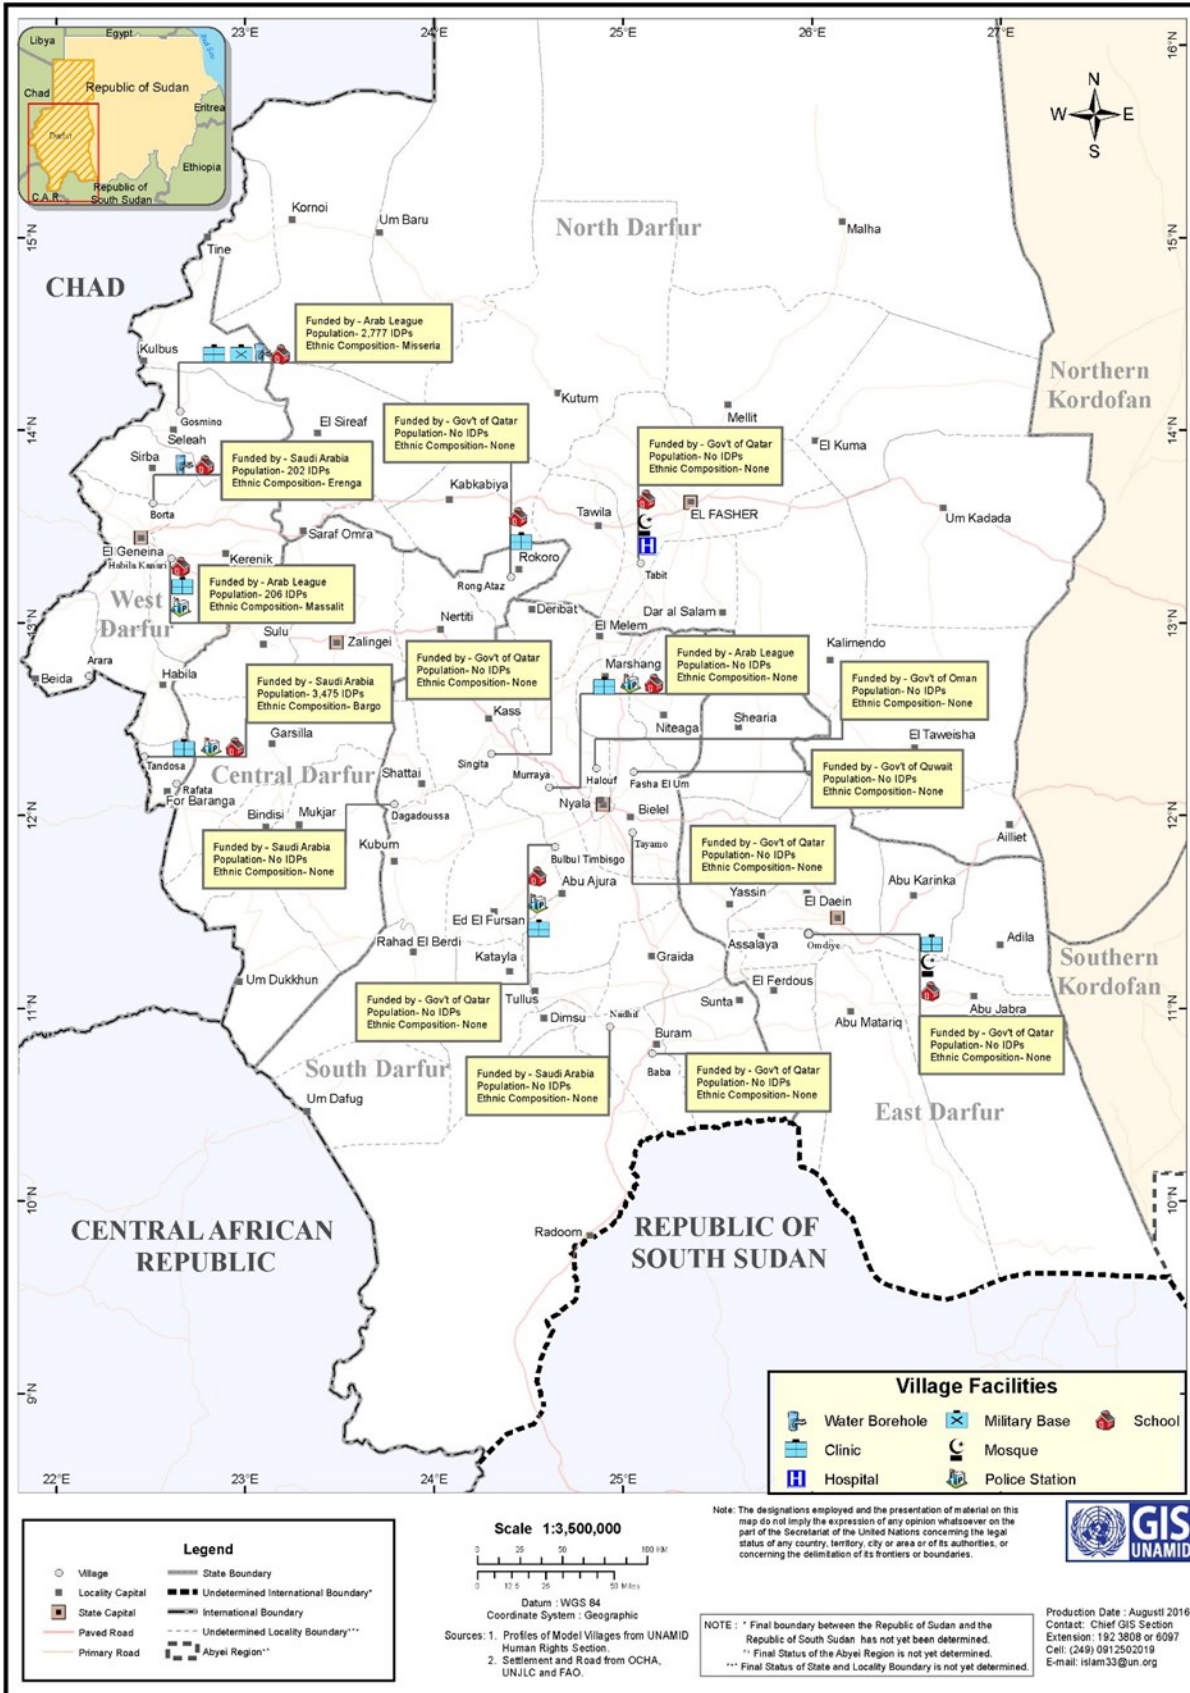 23°E
24°E
25°E
26°E
27°E
16°N
Libya
Egypt
Red Sea
Chad
Republic of Sudan
Eritrea
Darfur
Ethiopia
C.A.R.
Republic of
South Sudan
N
W
E
S
Kornoi
Um Baru
North Darfur
Malha
15°N
15°N
Tine
CHAD
Funded by - Arab League
Population- 2,777 IDPs
Ethnic Composition- Misseria
Kulbus
Northern
Kordofan
Kutum
Mellit
Gosmino
Seleah
El Sireaf
14°N
14°N
Funded by - Gov't of Qatar
Population- No IDPs
Ethnic Composition- None
Funded by - Gov't of Qatar
Population- No IDPs
Ethnic Composition- None
El Kuma
Sirba
Funded by - Saudi Arabia
Population- 202 IDPs
Ethnic Composition- Erenga
Borta
Kabkabiya
Tawila
EL FASHER
Um Kadada
Saraf Omra
El Geneina
Habila Kanari
Kerenik
Rokoro
Rong Ataz
Tabit
Funded by - Arab League
Population- 206 IDPs
Ethnic Composition- Massalit
West
Darfur
13°N
13°N
Deribat
Dar al Salam
Nertiti
El Melem
Sulu
Zalingei
Kalimendo
Funded by - Gov't of Qatar
Population- No IDPs
Ethnic Composition- None
Marshang
Funded by - Arab League
Population- No IDPs
Ethnic Composition- None
Arara
Beida
Habila
Funded by - Saudi Arabia
Population- 3,475 IDPs
Ethnic Composition- Bargo
Funded by - Gov't of Oman
Population- No IDPs
Ethnic Composition- None
Kass
Niteaga
Shearia
Garsilla
El Taweisha
Tandosa
Central Darfur
Shattai
Singita
Murraya
Halouf
Fasha El Um
Funded by - Gov't of Quwait
Population- No IDPs
Ethnic Composition- None
Rafata
For Baranga
12°N
12°N
Bindisi
Mukjar
Dagadoussa
Nyala
Bielel
Ailliet
Funded by - Saudi Arabia
Population- No IDPs
Ethnic Composition- None
Kubum
Bulbul Timbisgo
Tayamo
Funded by - Gov't of Qatar
Population- No IDPs
Ethnic Composition- None
Abu Ajura
Yassin
El Daein
Abu Karinka
Ed El Fursan
Rahad El Berdi
Assalaya
Omdiye
Adila
Katayla
Graida
Southern
Kordofan
Um Dukkhun
El Ferdous
11°N
11°N
Funded by - Gov't of Qatar
Population- No IDPs
Ethnic Composition- None
Tullus
Dimsu
Nadhif
Sunta
Abu Matariq
Abu Jabra
Buram
Baba
Funded by - Gov't of Qatar
Population- No IDPs
Ethnic Composition- None
South Darfur
Um Dafug
Funded by - Saudi Arabia
Population- No IDPs
Ethnic Composition- None
Funded by - Gov't of Qatar
Population- No IDPs
Ethnic Composition- None
East Darfur
10°N
10°N
CENTRAL AFRICAN
REPUBLIC
Radoom
REPUBLIC OF
SOUTH SUDAN
9°N
22°E
23°E
24°E
25°E
Village Facilities
Water Borehole
Military Base
School
Clinic
Mosque
Hospital
Police Station
Legend
Village
State Boundary
Locality Capital
Undetermined International Boundary*
State Capital
International Boundary
Paved Road
Undetermined Locality Boundary***
Primary Road
Abyei Region**
Scale 1:3,500,000
0 25 50 100 KM
0 12.5 25 50 Miles
Datum : WGS 84
Coordinate System : Geographic
Sources: 1. Profiles of Model Villages from UNAMID
Human Rights Section.
2. Settlement and Road from OCHA,
UNJLC and FAO.
Note: The designations employed and the presentation of material on this
map do not imply the expression of any opinion whatsoever on the
part of the Secretariat of the United Nations concerning the legal
status of any country, territory, city or area or of its authorities, or
concerning the delimitation of its frontiers or boundaries.
GIS
UNAMID
NOTE : * Final boundary between the Republic of Sudan and the
Republic of South Sudan has not yet been determined.
** Final Status of the Abyei Region is not yet determined.
*** Final Status of State and Locality Boundary is not yet determined.
Production Date : Augustl 2016
Contact: Chief GIS Section
Extension: 192 3808 or 6097
Cell: (249) 0912502019
E-mail: islam33@un.org